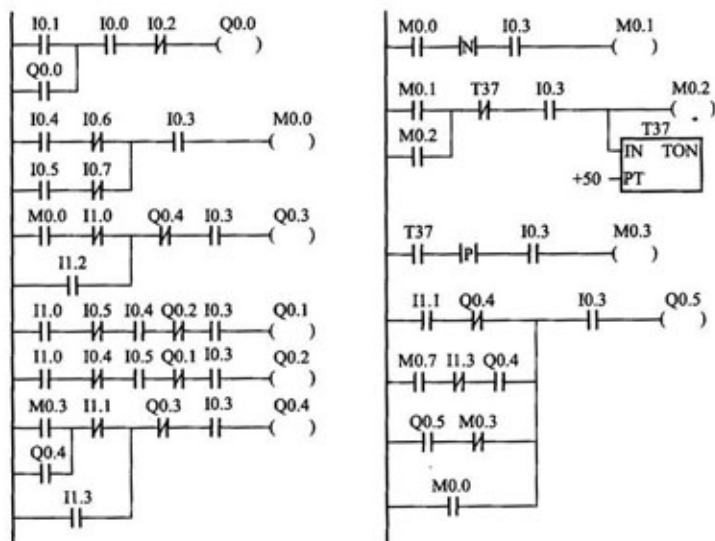 I0.1 I0.0 I0.2 Q0.0
Q0.0
I0.4 I0.6 I0.3 M0.0
I0.5 I0.7
M0.0 I1.0 Q0.4 I0.3 Q0.3
I1.2
I1.0 I0.5 I0.4 Q0.2 I0.3 Q0.1
I1.0 I0.4 I0.5 Q0.1 I0.3 Q0.2
M0.3 I1.1 Q0.3 I0.3 Q0.4
Q0.4
I1.3
M0.0 N I0.3 M0.1
M0.1 T37 I0.3 M0.2
M0.2
T37
IN TON
+50 PT
T37 P I0.3 M0.3
I1.1 Q0.4 I0.3 Q0.5
M0.7 I1.3 Q0.4
Q0.5 M0.3
M0.0